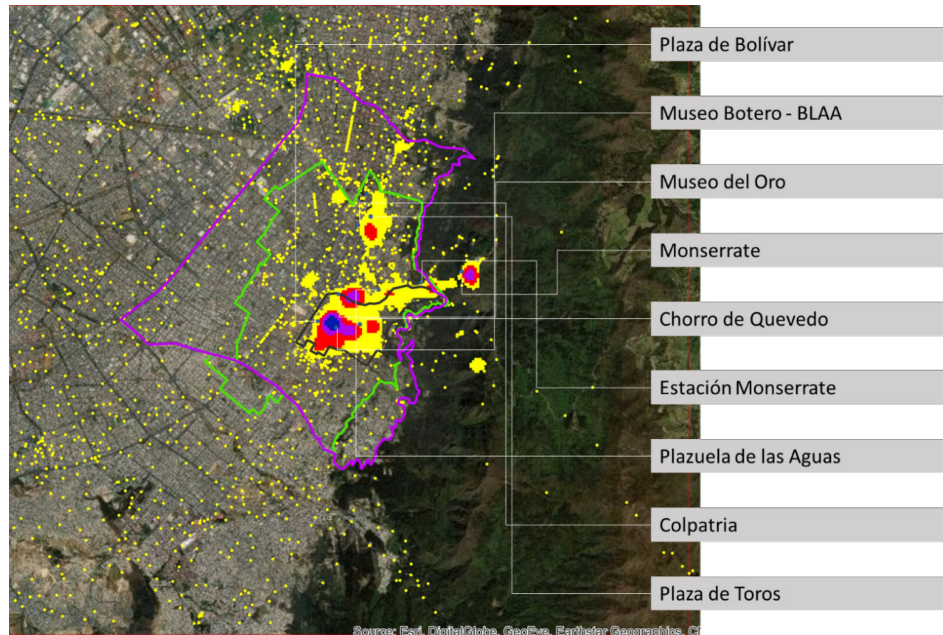 Plaza de Bolívar
Museo Botero - BLAA
Museo del Oro
Monserrate
Chorro de Quevedo
Estación Monserrate
Plazuela de las Aguas
Colpatria
Plaza de Toros
Source: Esri, DigitalGlobe, GeoEye, Earthstar Geographics, C